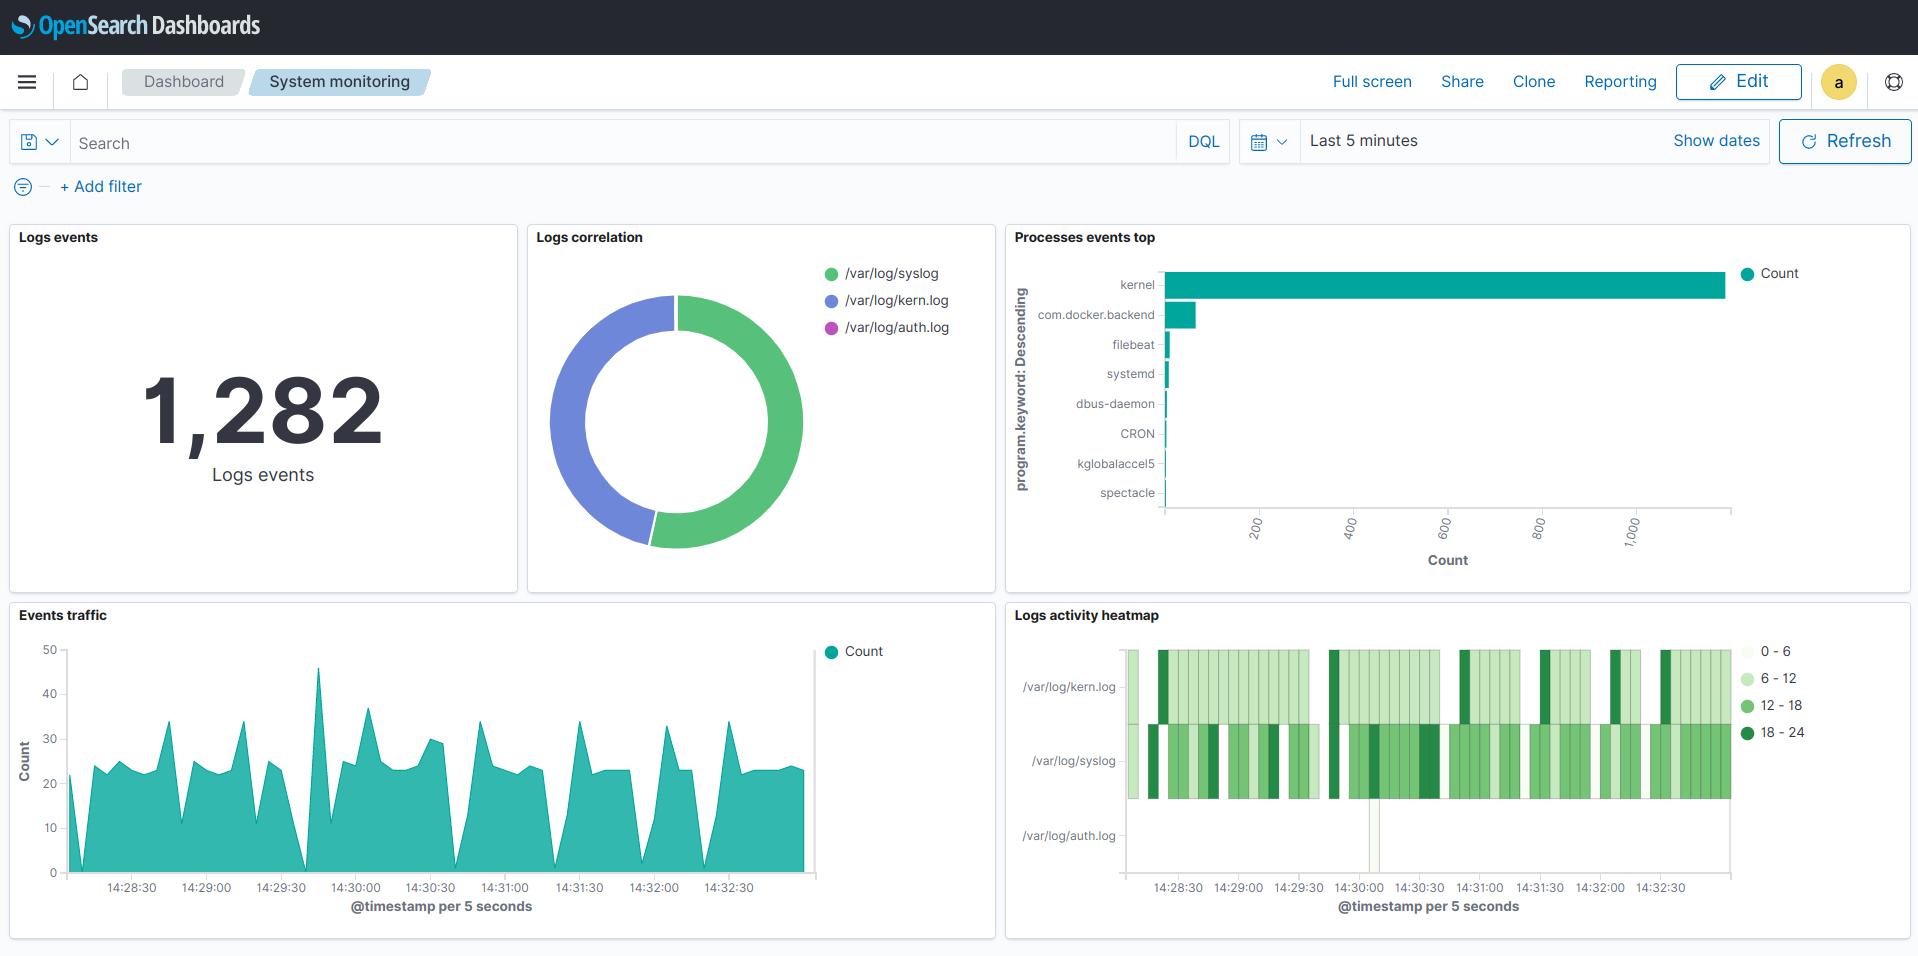 OpenSearch Dashboards
Dashboard
System monitoring
Full screen
Share
Clone
Reporting
Edit
a
Search
DQL
Last 5 minutes
Show dates
Refresh
+ Add filter
Logs events
1,282
Logs events
Logs correlation
/var/log/syslog
/var/log/kern.log
/var/log/auth.log
Processes events top
program.keyword: Descending
kernel
com.docker.backend
filebeat
systemd
dbus-daemon
CRON
kglobalaccel5
spectacle
200
400
600
800
1,000
Count
Count
Events traffic
Count
50
40
30
20
10
0
14:28:30
14:29:00
14:29:30
14:30:00
14:30:30
14:31:00
14:31:30
14:32:00
14:32:30
@timestamp per 5 seconds
Count
Logs activity heatmap
/var/log/kern.log
/var/log/syslog
/var/log/auth.log
14:28:30
14:29:00
14:29:30
14:30:00
14:30:30
14:31:00
14:31:30
14:32:00
14:32:30
@timestamp per 5 seconds
0 - 6
6 - 12
12 - 18
18 - 24